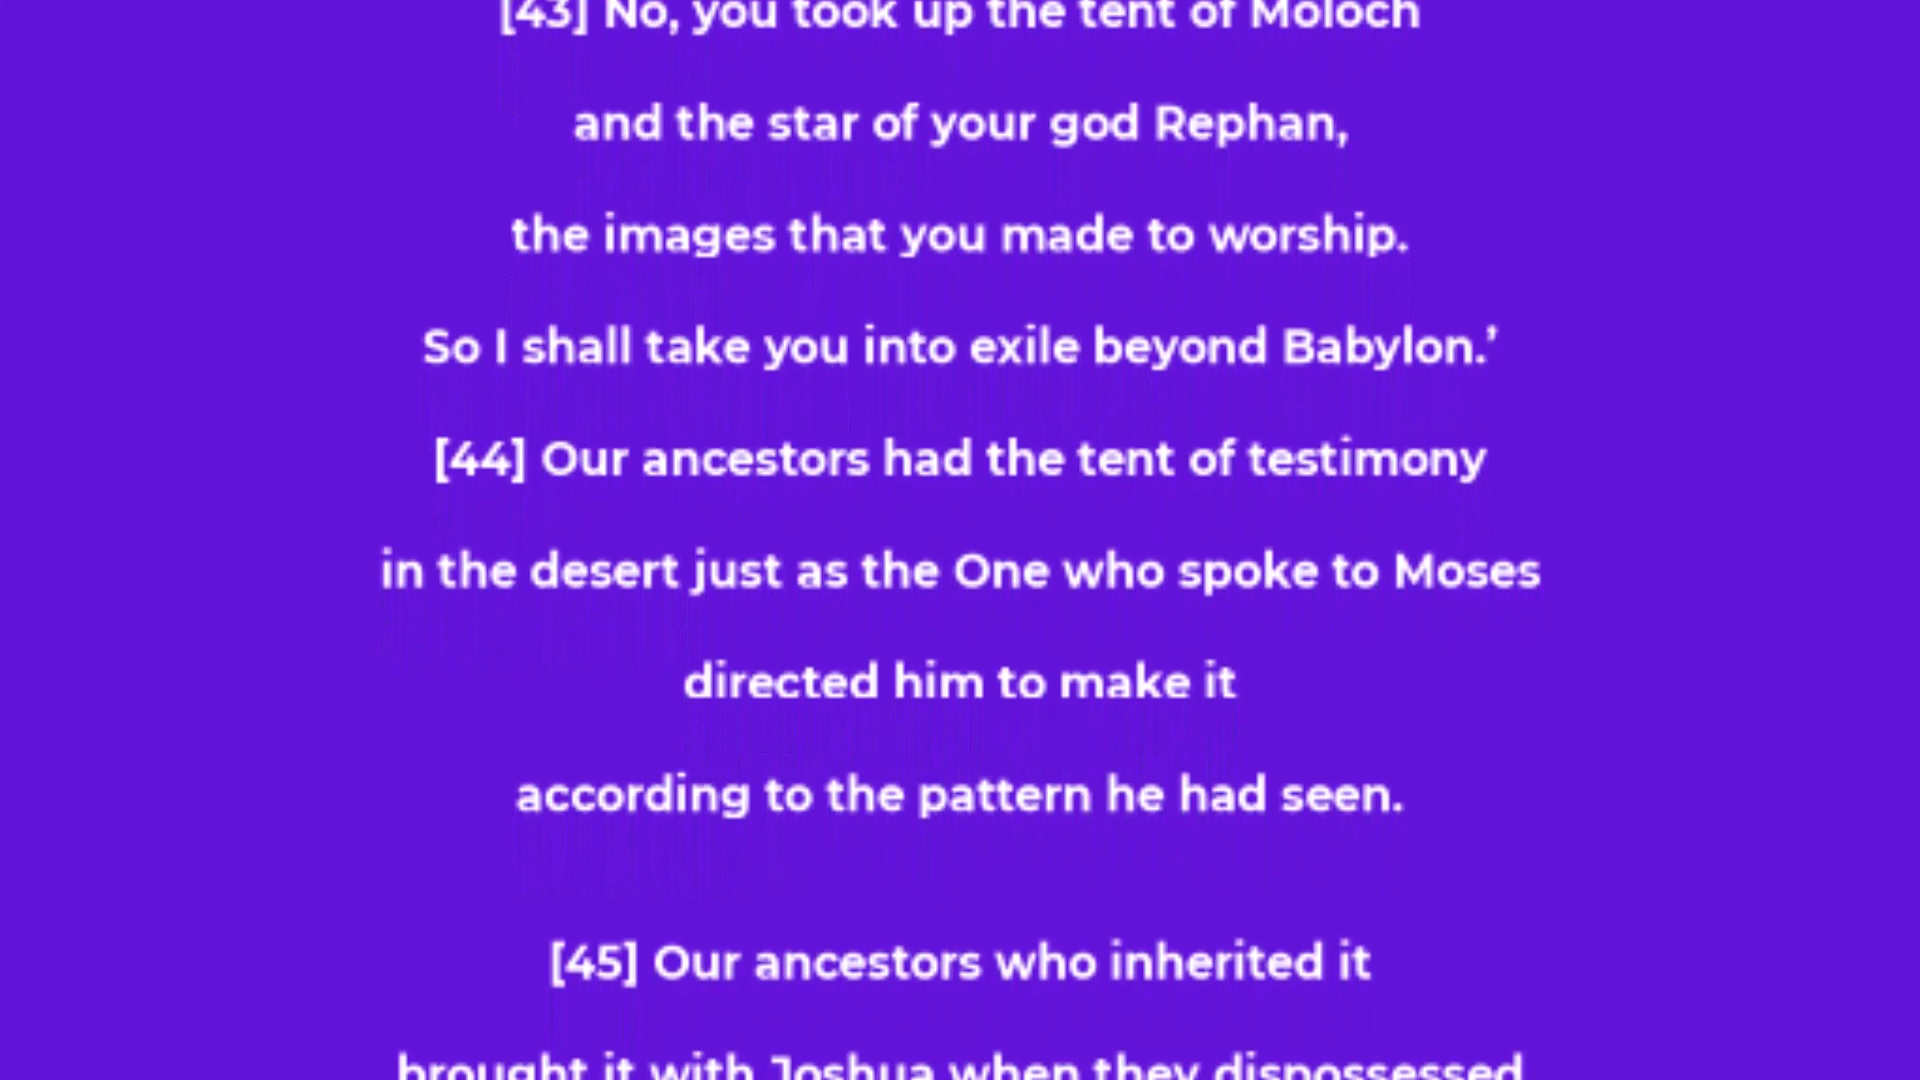 [43] No, you took up the tent of Moloch
and the star of your god Rephan,
the images that you made to worship.
So I shall take you into exile beyond Babylon.’
[44] Our ancestors had the tent of testimony
in the desert just as the One who spoke to Moses
directed him to make it
according to the pattern he had seen.
[45] Our ancestors who inherited it
brought it with Joshua when they dispossessed